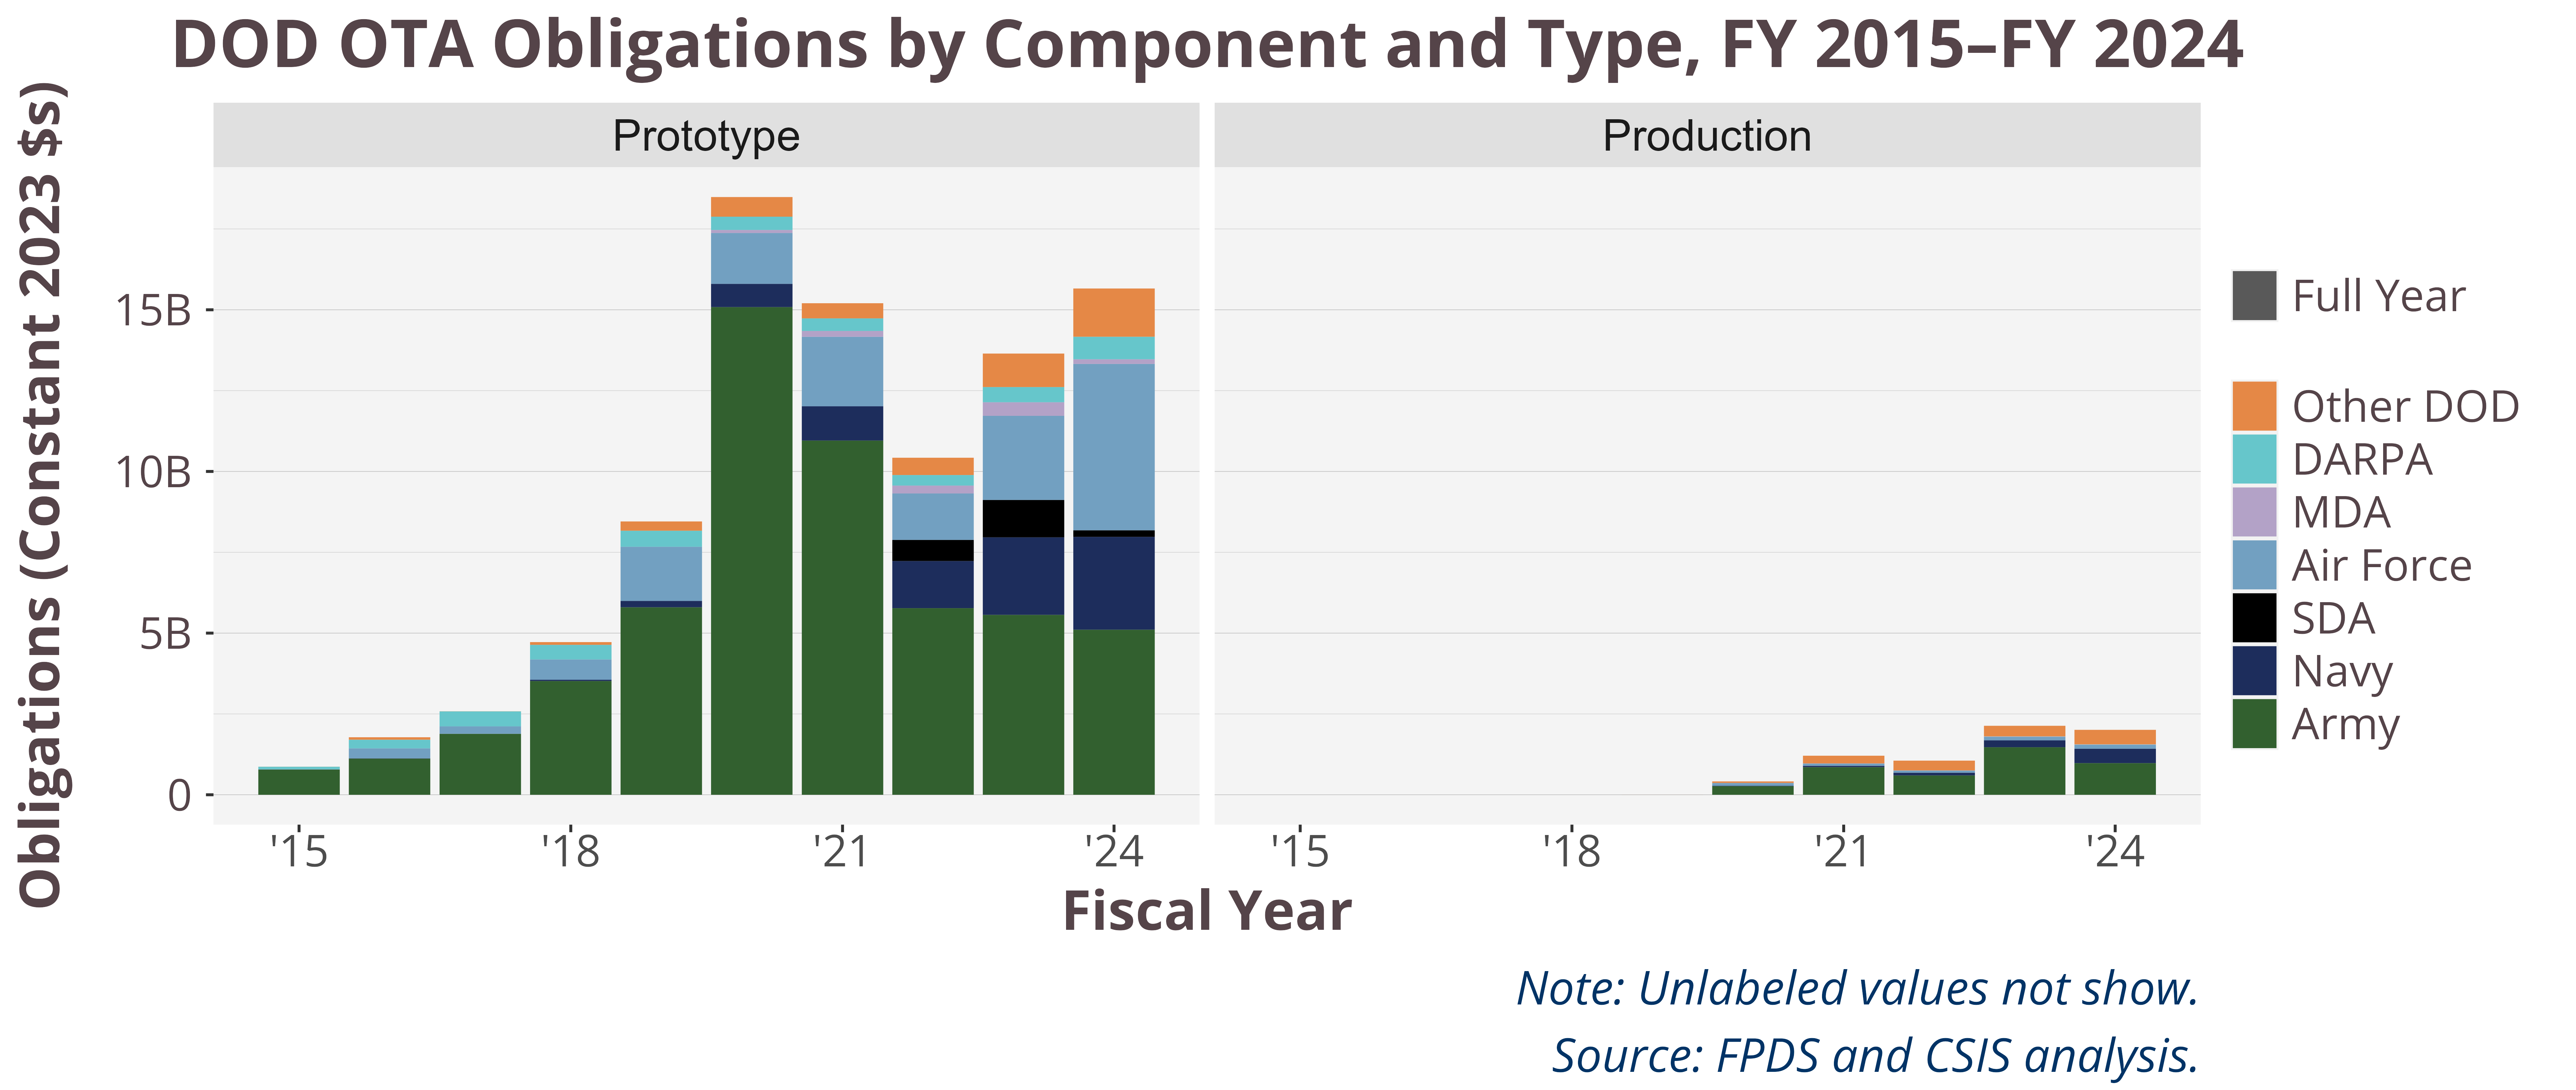 DOD OTA Obligations by Component and Type, FY 2015–FY 2024
Obligations (Constant 2023 $s)
Prototype
Production
15B
10B
5B
0
'15
'18
'21
'24
'15
'18
'21
'24
Fiscal Year
Full Year
Other DOD
DARPA
MDA
Air Force
SDA
Navy
Army
Note: Unlabeled values not show.
Source: FPDS and CSIS analysis.